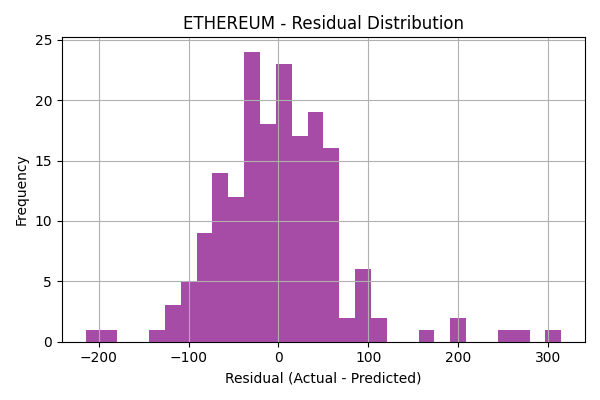 ETHEREUM - Residual Distribution
25
20
15
10
5
0
Frequency
−200 −100 0 100 200 300
Residual (Actual - Predicted)